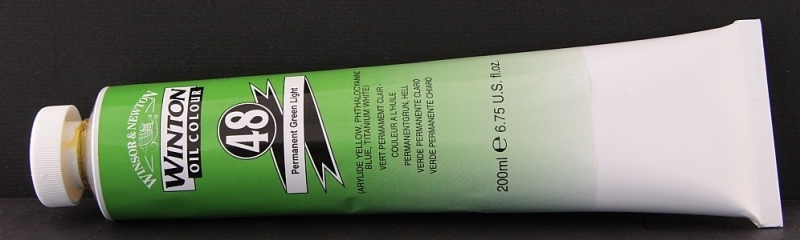 WINSOR & NEWTON
WINTON
OIL COLOUR
48
Permanent Green Light
(ARYLIDE YELLOW, PHTHALOCYANINE
BLUE, TITANIUM WHITE)
VERT PERMANENT CLAIR -
COULEUR A L'HUILE
PERMANENTGRÜN, HELL
VERDE PERMANENTE CLARO
VERDE PERMANENTE CHIARO
200ml e 6.75 U.S. fl.oz